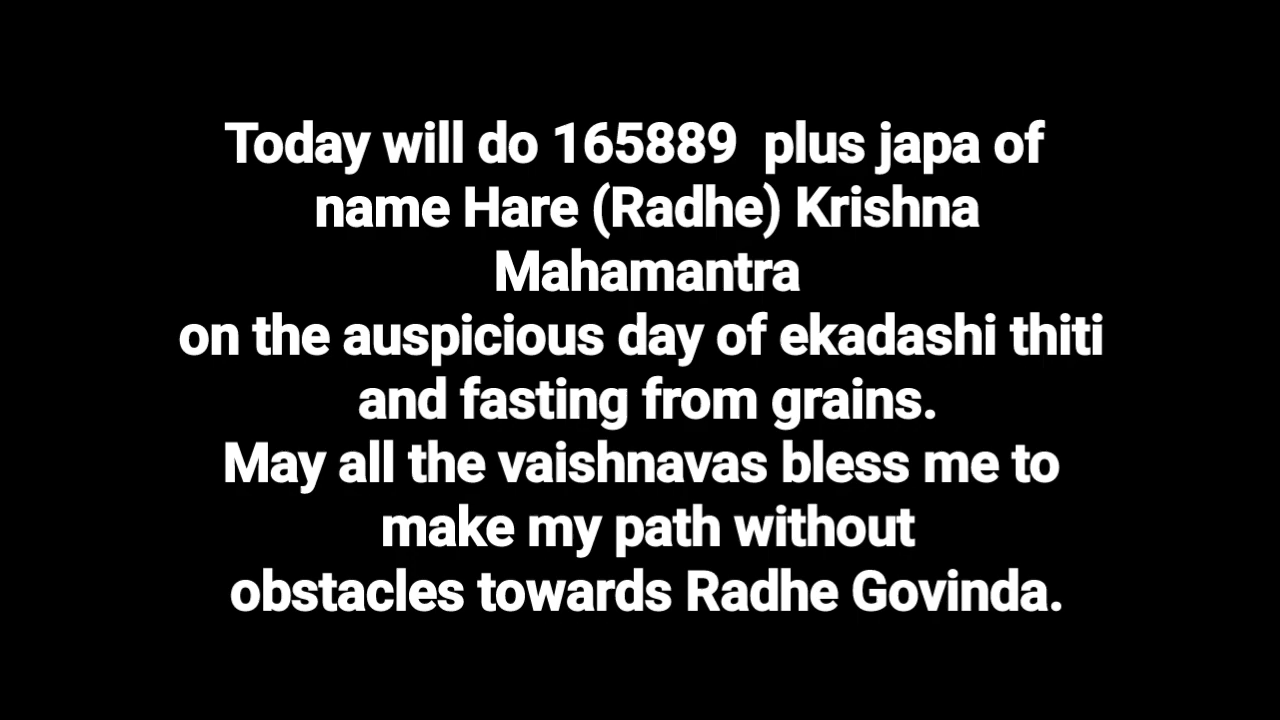 Today will do 165889  plus japa of
name Hare (Radhe) Krishna
Mahamantra
on the auspicious day of ekadashi thiti
and fasting from grains.
May all the vaishnavas bless me to
make my path without
obstacles towards Radhe Govinda.